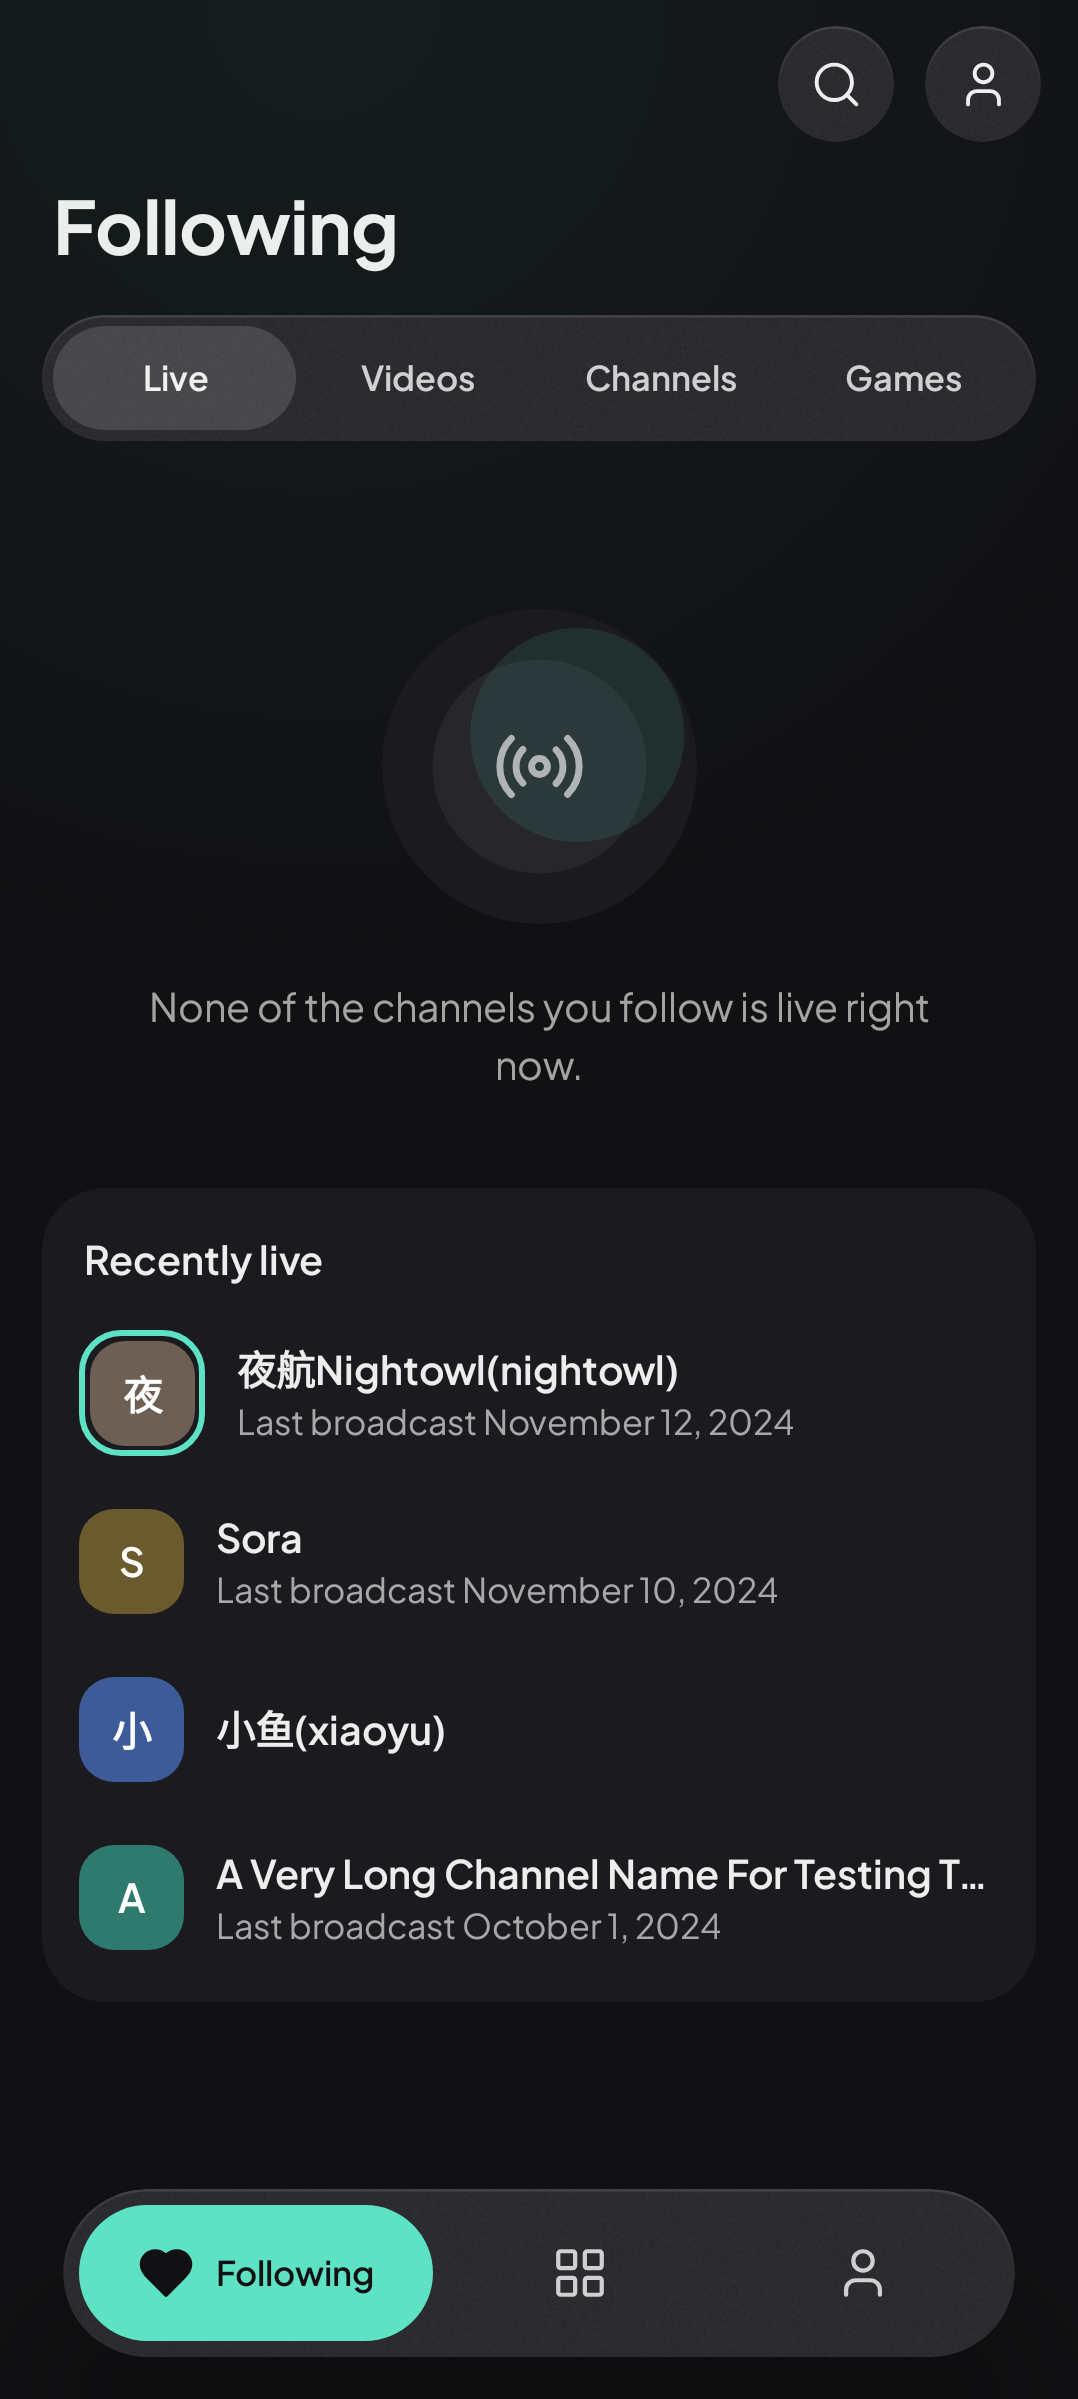 Following
Live
Videos
Channels
Games
None of the channels you follow is live right
now.
Recently live
夜
夜航Nightowl(nightowl)
Last broadcast November 12, 2024
S
Sora
Last broadcast November 10, 2024
小
小鱼(xiaoyu)
A
A Very Long Channel Name For Testing T...
Last broadcast October 1, 2024
Following